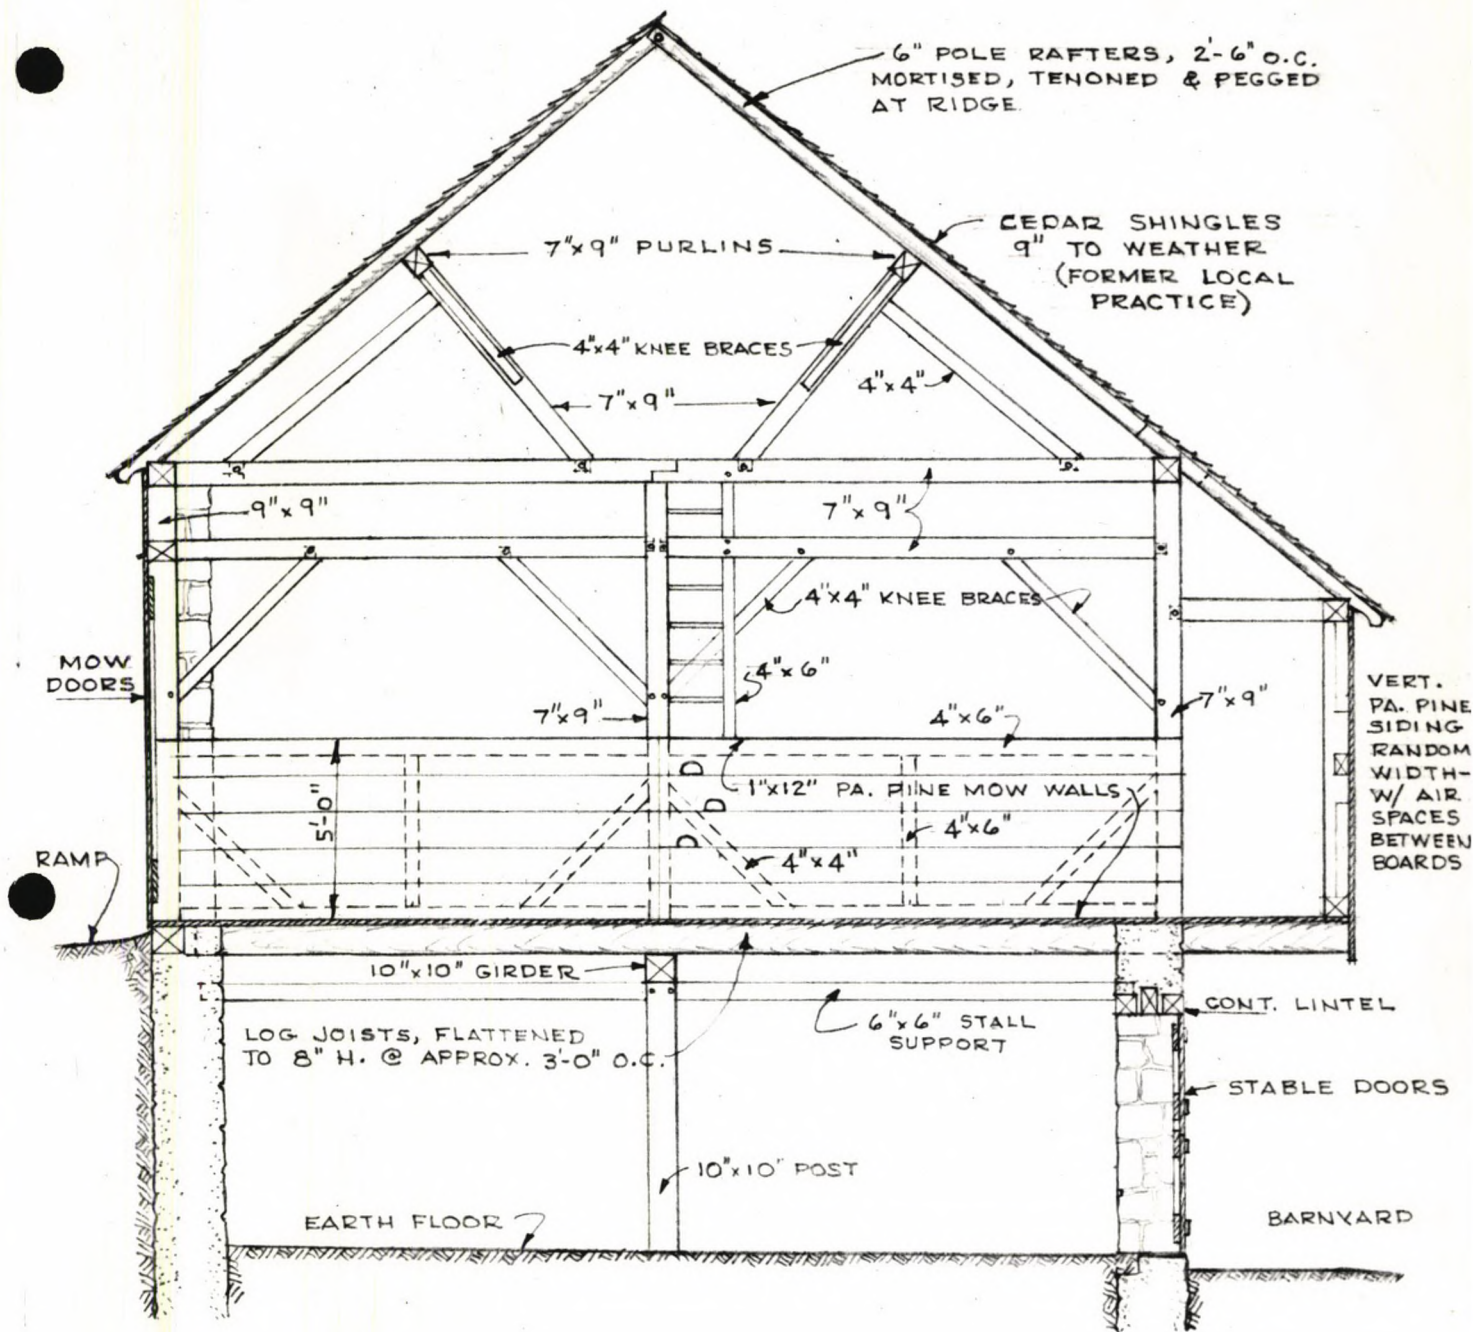 6" POLE RAFTERS, 2'-6" O.C.
MORTISED, TENONED & PEGGED
AT RIDGE
CEDAR SHINGLES
9" TO WEATHER
(FORMER LOCAL
PRACTICE)
7"x9" PURLINS
4"x4" KNEE BRACES
4"x4"
7"x9"
9"x9"
7"x9"
4"x4" KNEE BRACES
MOW
DOORS
4"x6"
7"x9"
4"x6"
7"x9"
VERT.
PA. PINE
SIDING
RANDOM
WIDTH-
W/ AIR
SPACES
BETWEEN
BOARDS
5'-0"
1"x12" PA. PINE MOW WALLS
4"x6"
4"x4"
RAMP
10"x10" GIRDER
LOG JOISTS, FLATTENED
TO 8" H. @ APPROX. 3'-0" O.C.
6"x6" STALL
SUPPORT
CONT. LINTEL
STABLE DOORS
10"x10" POST
EARTH FLOOR
BARNYARD